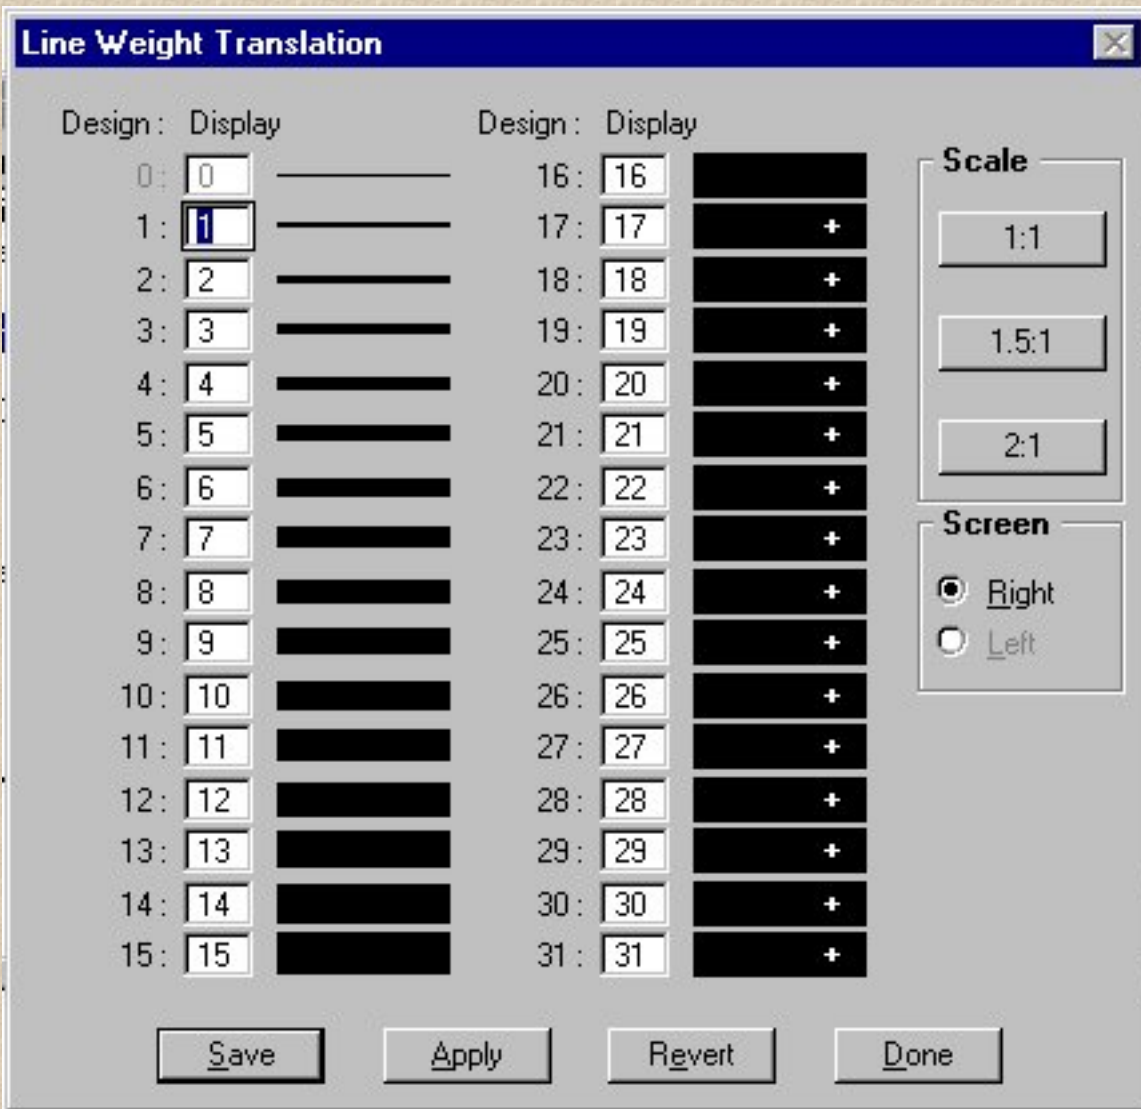 Line Weight Translation
Design : Display
0 : 0
1 : 1
2 : 2
3 : 3
4 : 4
5 : 5
6 : 6
7 : 7
8 : 8
9 : 9
10 : 10
11 : 11
12 : 12
13 : 13
14 : 14
15 : 15
Design : Display
16 : 16
17 : 17 +
18 : 18 +
19 : 19 +
20 : 20 +
21 : 21 +
22 : 22 +
23 : 23 +
24 : 24 +
25 : 25 +
26 : 26 +
27 : 27 +
28 : 28 +
29 : 29 +
30 : 30 +
31 : 31 +
Scale
1:1
1.5:1
2:1
Screen
Right
Left
Save Apply Revert Done